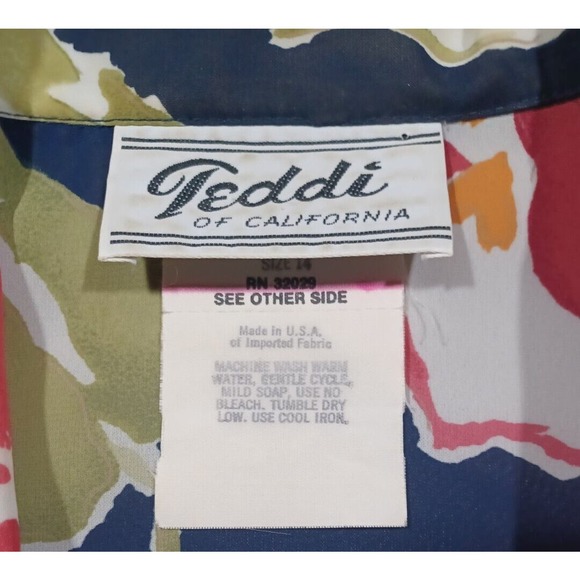 Teddi
OF CALIFORNIA
SIZE 14
RN 32029
SEE OTHER SIDE
Made in U.S.A.
of Imported Fabric
MACHINE WASH WARM
WATER, GENTLE CYCLE,
MILD SOAP, USE NO
BLEACH. TUMBLE DRY
LOW. USE COOL IRON.